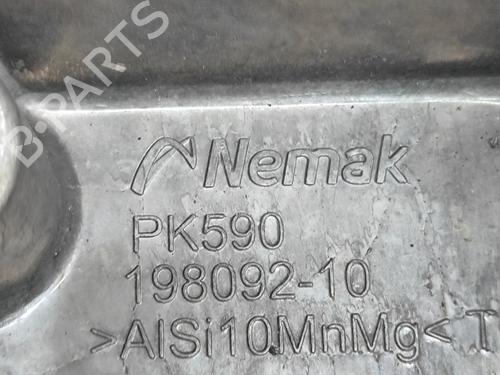 B-PARTS
Nemak
PK590
198092-10
>AlSi10MnMg< T